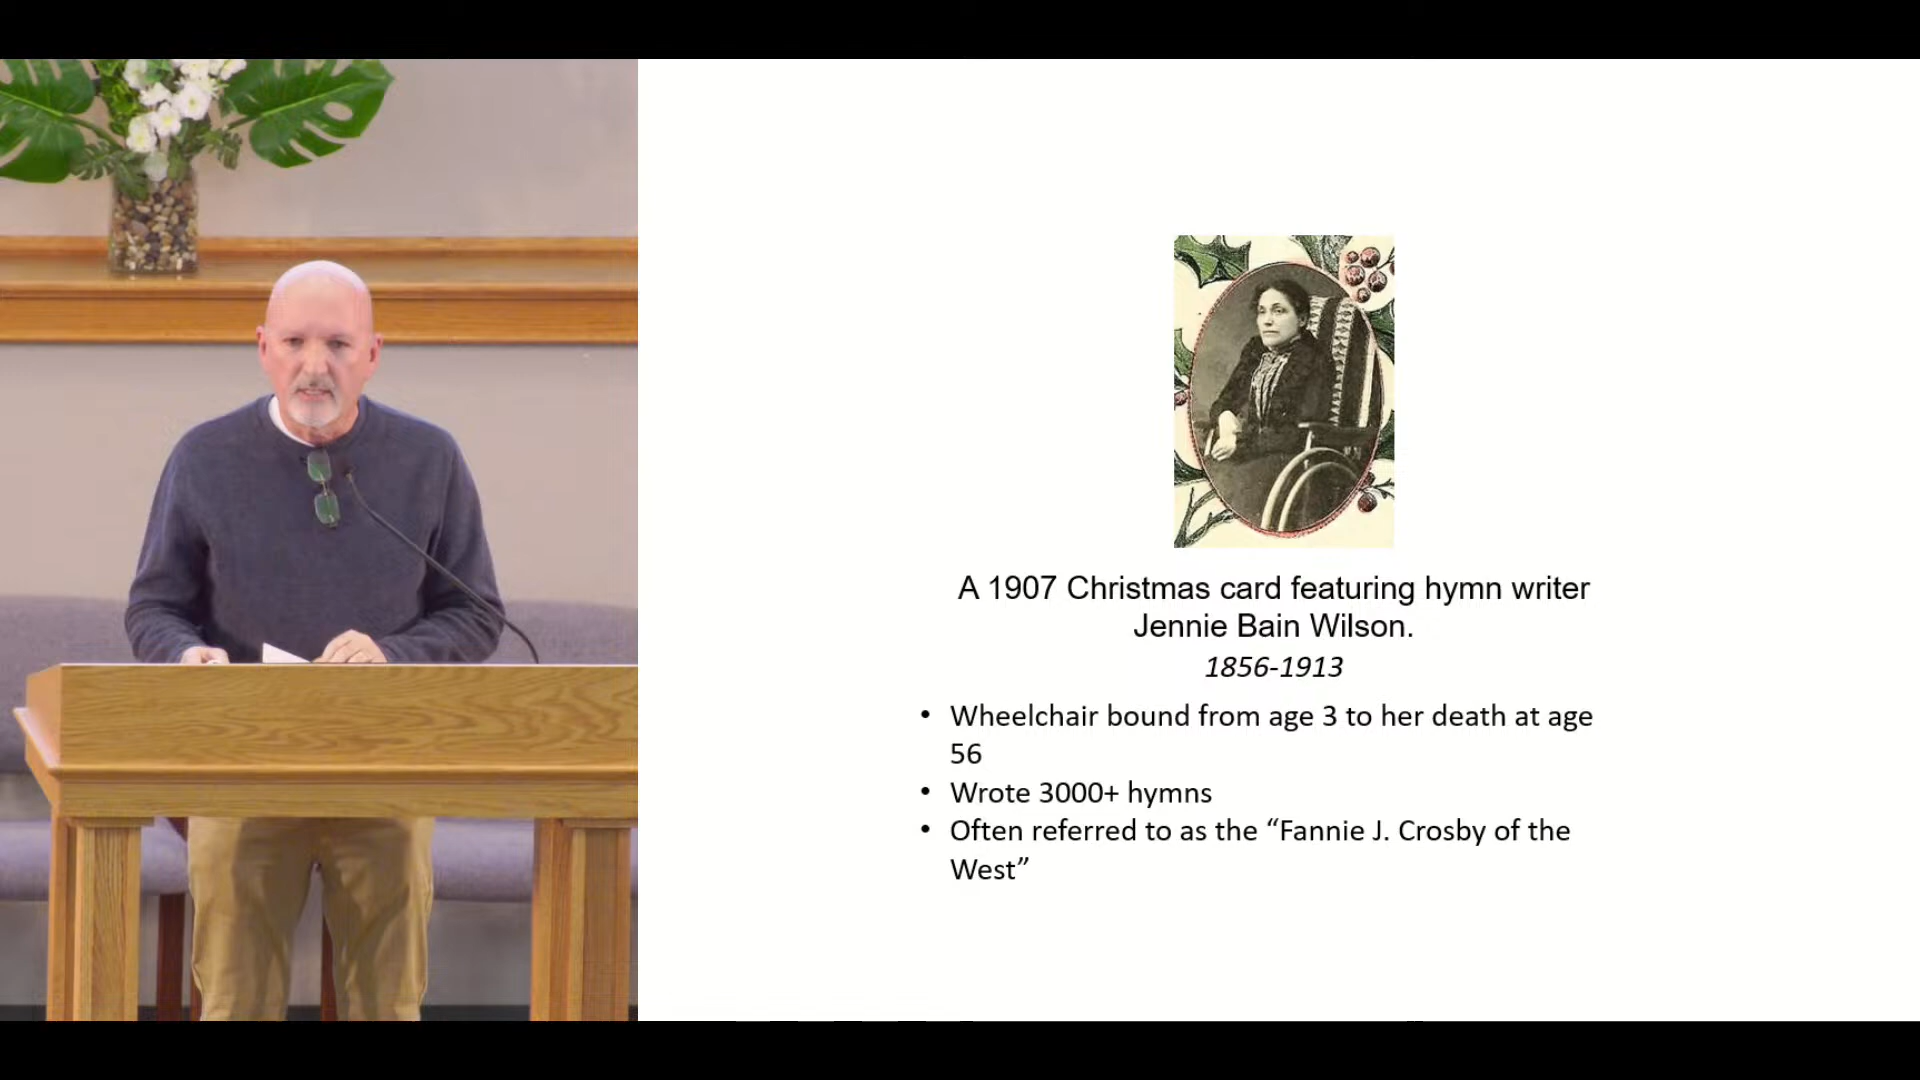 A 1907 Christmas card featuring hymn writer
Jennie Bain Wilson.
1856-1913
• Wheelchair bound from age 3 to her death at age
56
• Wrote 3000+ hymns
• Often referred to as the “Fannie J. Crosby of the
West”